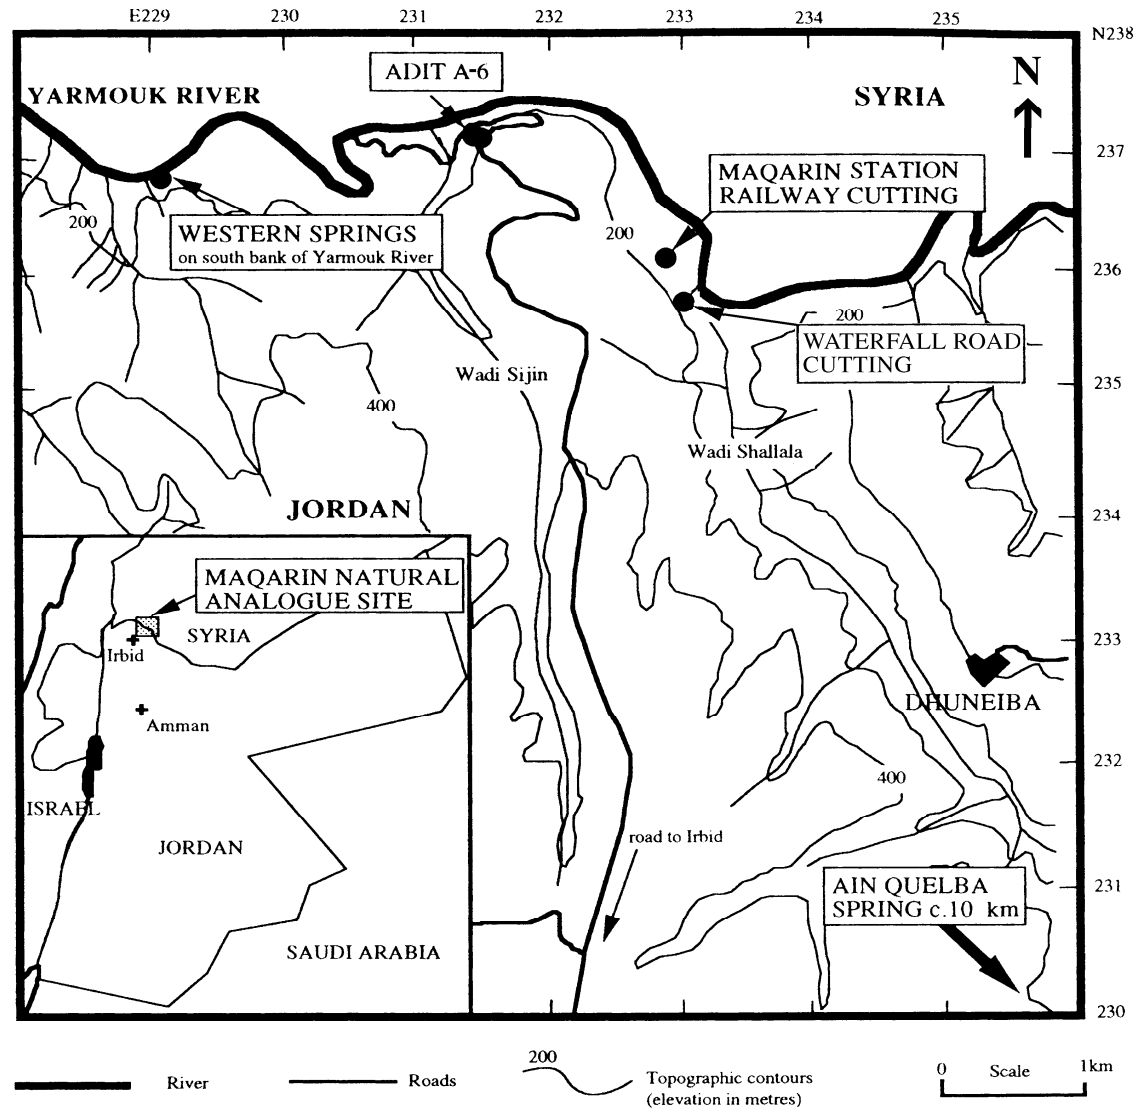 E229 230 231 232 233 234 235
N238
ADIT A-6
N
YARMOUK RIVER
SYRIA
237
MAQARIN STATION
RAILWAY CUTTING
200
WESTERN SPRINGS
on south bank of Yarmouk River
200
236
200
WATERFALL ROAD
CUTTING
Wadi Sijin
235
400
Wadi Shallala
JORDAN
234
MAQARIN NATURAL
ANALOGUE SITE
SYRIA
233
Irbid
DHUNEIBA
Amman
232
400
ISRAEL
road to Irbid
JORDAN
AIN QUELBA
SPRING c.10 km
231
SAUDI ARABIA
230
200
0 Scale 1km
River
Roads
Topographic contours
(elevation in metres)